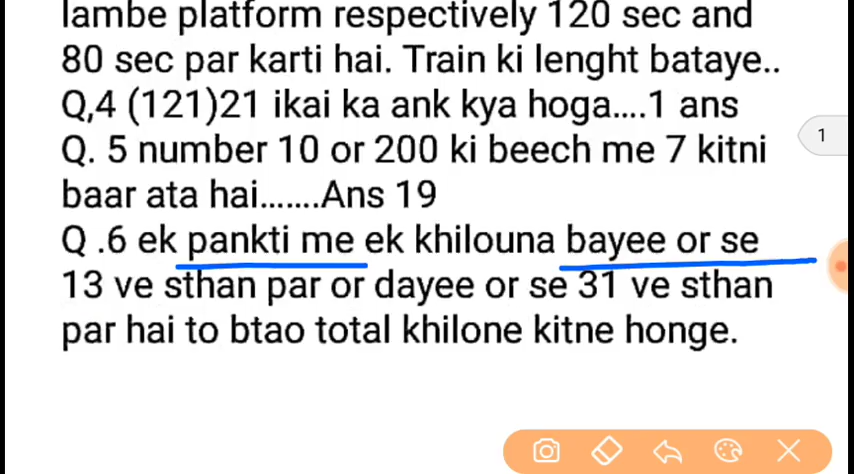 lambe platform respectively 120 sec and
80 sec par karti hai. Train ki lenght bataye..
Q,4 (121)21 ikai ka ank kya hoga....1 ans
Q. 5 number 10 or 200 ki beech me 7 kitni
baar ata hai.......Ans 19
Q .6 ek pankti me ek khilouna bayee or se
13 ve sthan par or dayee or se 31 ve sthan
par hai to btao total khilone kitne honge.
1